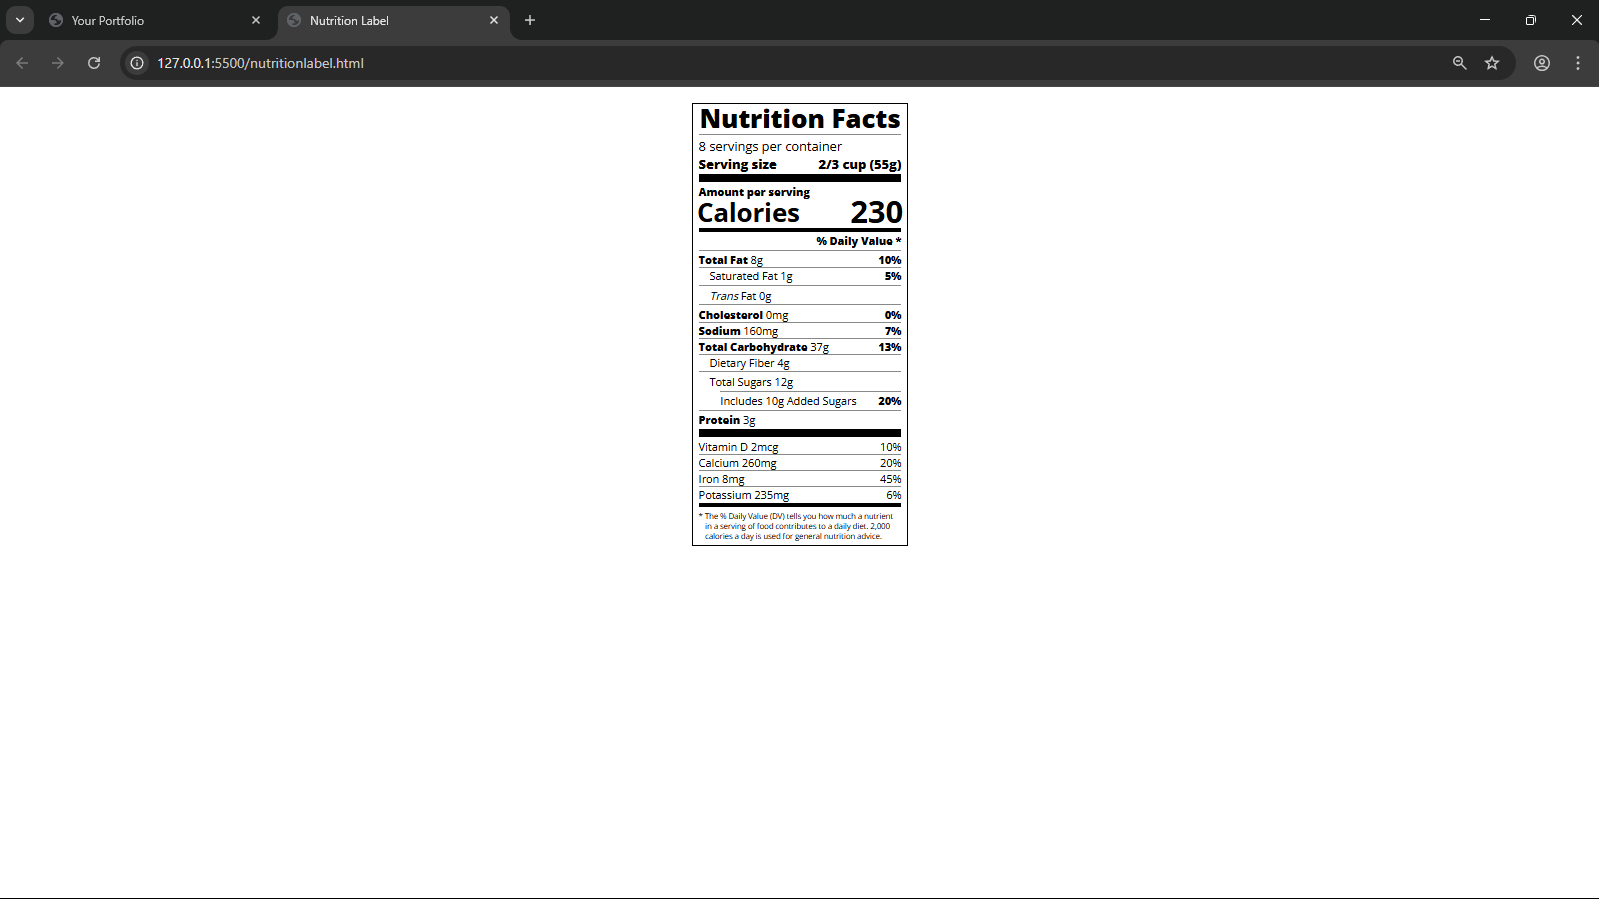 Your Portfolio
Nutrition Label
127.0.0.1:5500/nutritionlabel.html
Nutrition Facts
8 servings per container
Serving size 2/3 cup (55g)
Amount per serving
Calories 230
% Daily Value *
Total Fat 8g 10%
Saturated Fat 1g 5%
Trans Fat 0g
Cholesterol 0mg 0%
Sodium 160mg 7%
Total Carbohydrate 37g 13%
Dietary Fiber 4g
Total Sugars 12g
Includes 10g Added Sugars 20%
Protein 3g
Vitamin D 2mcg 10%
Calcium 260mg 20%
Iron 8mg 45%
Potassium 235mg 6%
* The % Daily Value (DV) tells you how much a nutrient
in a serving of food contributes to a daily diet. 2,000
calories a day is used for general nutrition advice.